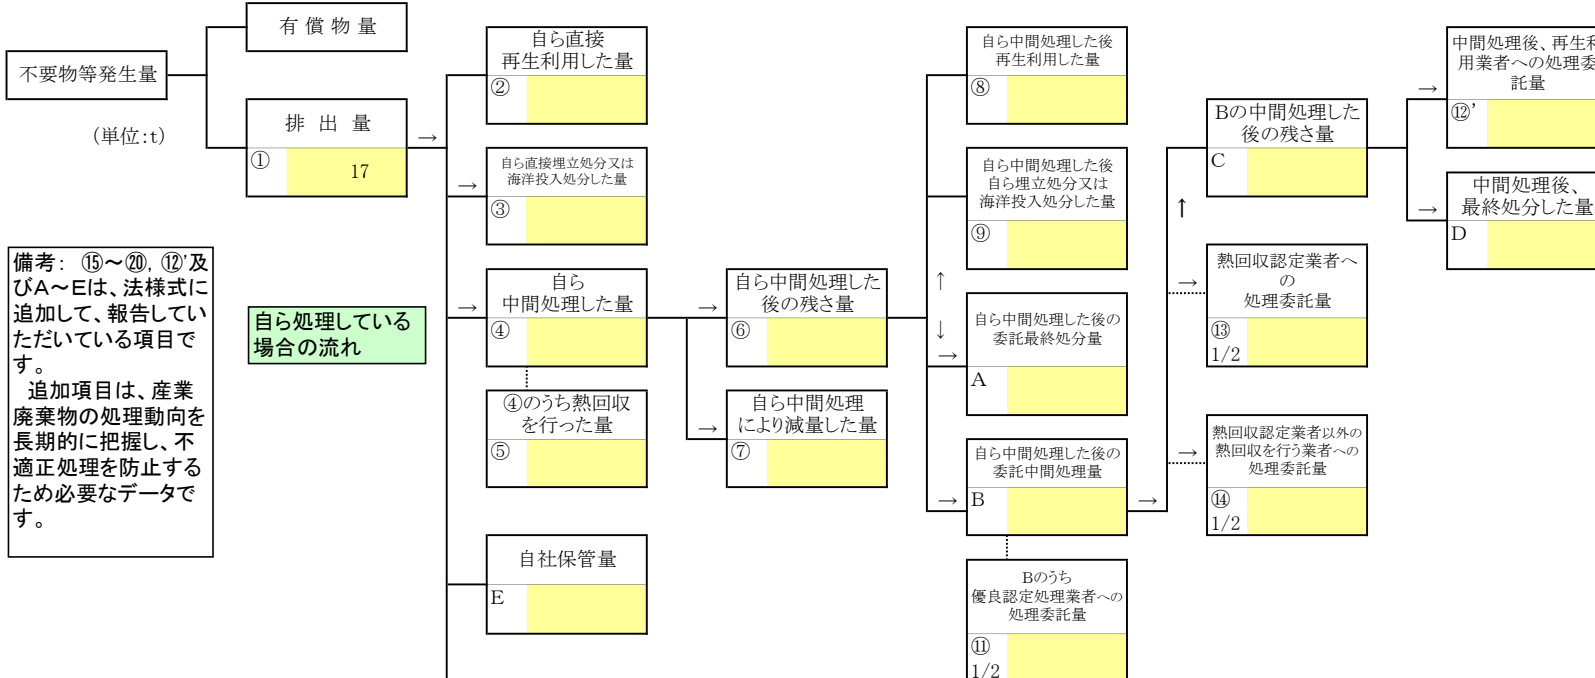 有 償 物 量
不要物等発生量
(単位:t)
排 出 量
→
①
17
備考： ⑮～⑳, ⑫'及
びA～Eは、法様式に
追加して、報告してい
ただいている項目で
す。
追加項目は、産業
廃棄物の処理動向を
長期的に把握し、不
適正処理を防止する
ため必要なデータで
す。
自ら処理している
場合の流れ
自ら直接
再生利用した量
②
→
自ら直接埋立処分又は
海洋投入処分した量
③
→
自ら
中間処理した量
④
④のうち熱回収
を行った量
⑤
自社保管量
E
→
自ら中間処理した
後の残さ量
⑥
→
自ら中間処理
により減量した量
⑦
自ら中間処理した後
再生利用した量
⑧
自ら中間処理した後
自ら埋立処分又は
海洋投入処分した量
⑨
↑
↓
→
自ら中間処理した後の
委託最終処分量
A
自ら中間処理した後の
委託中間処理量
→
B
→
Bのうち
優良認定処理業者への
処理委託量
⑪
1/2
Bの中間処理した
後の残さ量
C
↑
→
熱回収認定業者へ
の
処理委託量
⑬
1/2
→
熱回収認定業者以外の
熱回収を行う業者への
処理委託量
⑭
1/2
→
中間処理後、再生利
用業者への処理委
託量
⑫'
→
中間処理後、
最終処分した量
D